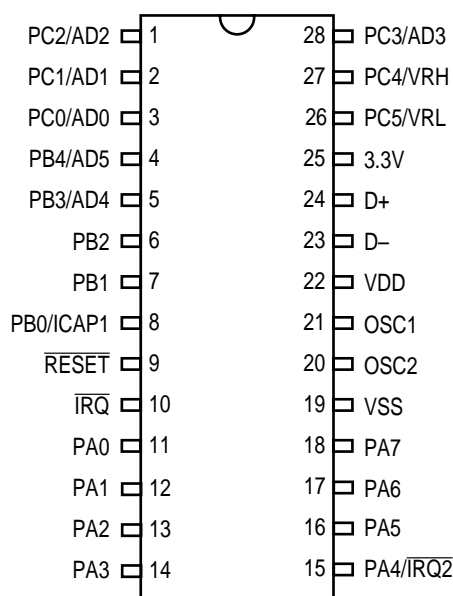 PC2/AD2 1 28 PC3/AD3
PC1/AD1 2 27 PC4/VRH
PC0/AD0 3 26 PC5/VRL
PB4/AD5 4 25 3.3V
PB3/AD4 5 24 D+
PB2 6 23 D–
PB1 7 22 VDD
PB0/ICAP1 8 21 OSC1
RESET 9 20 OSC2
IRQ 10 19 VSS
PA0 11 18 PA7
PA1 12 17 PA6
PA2 13 16 PA5
PA3 14 15 PA4/IRQ2